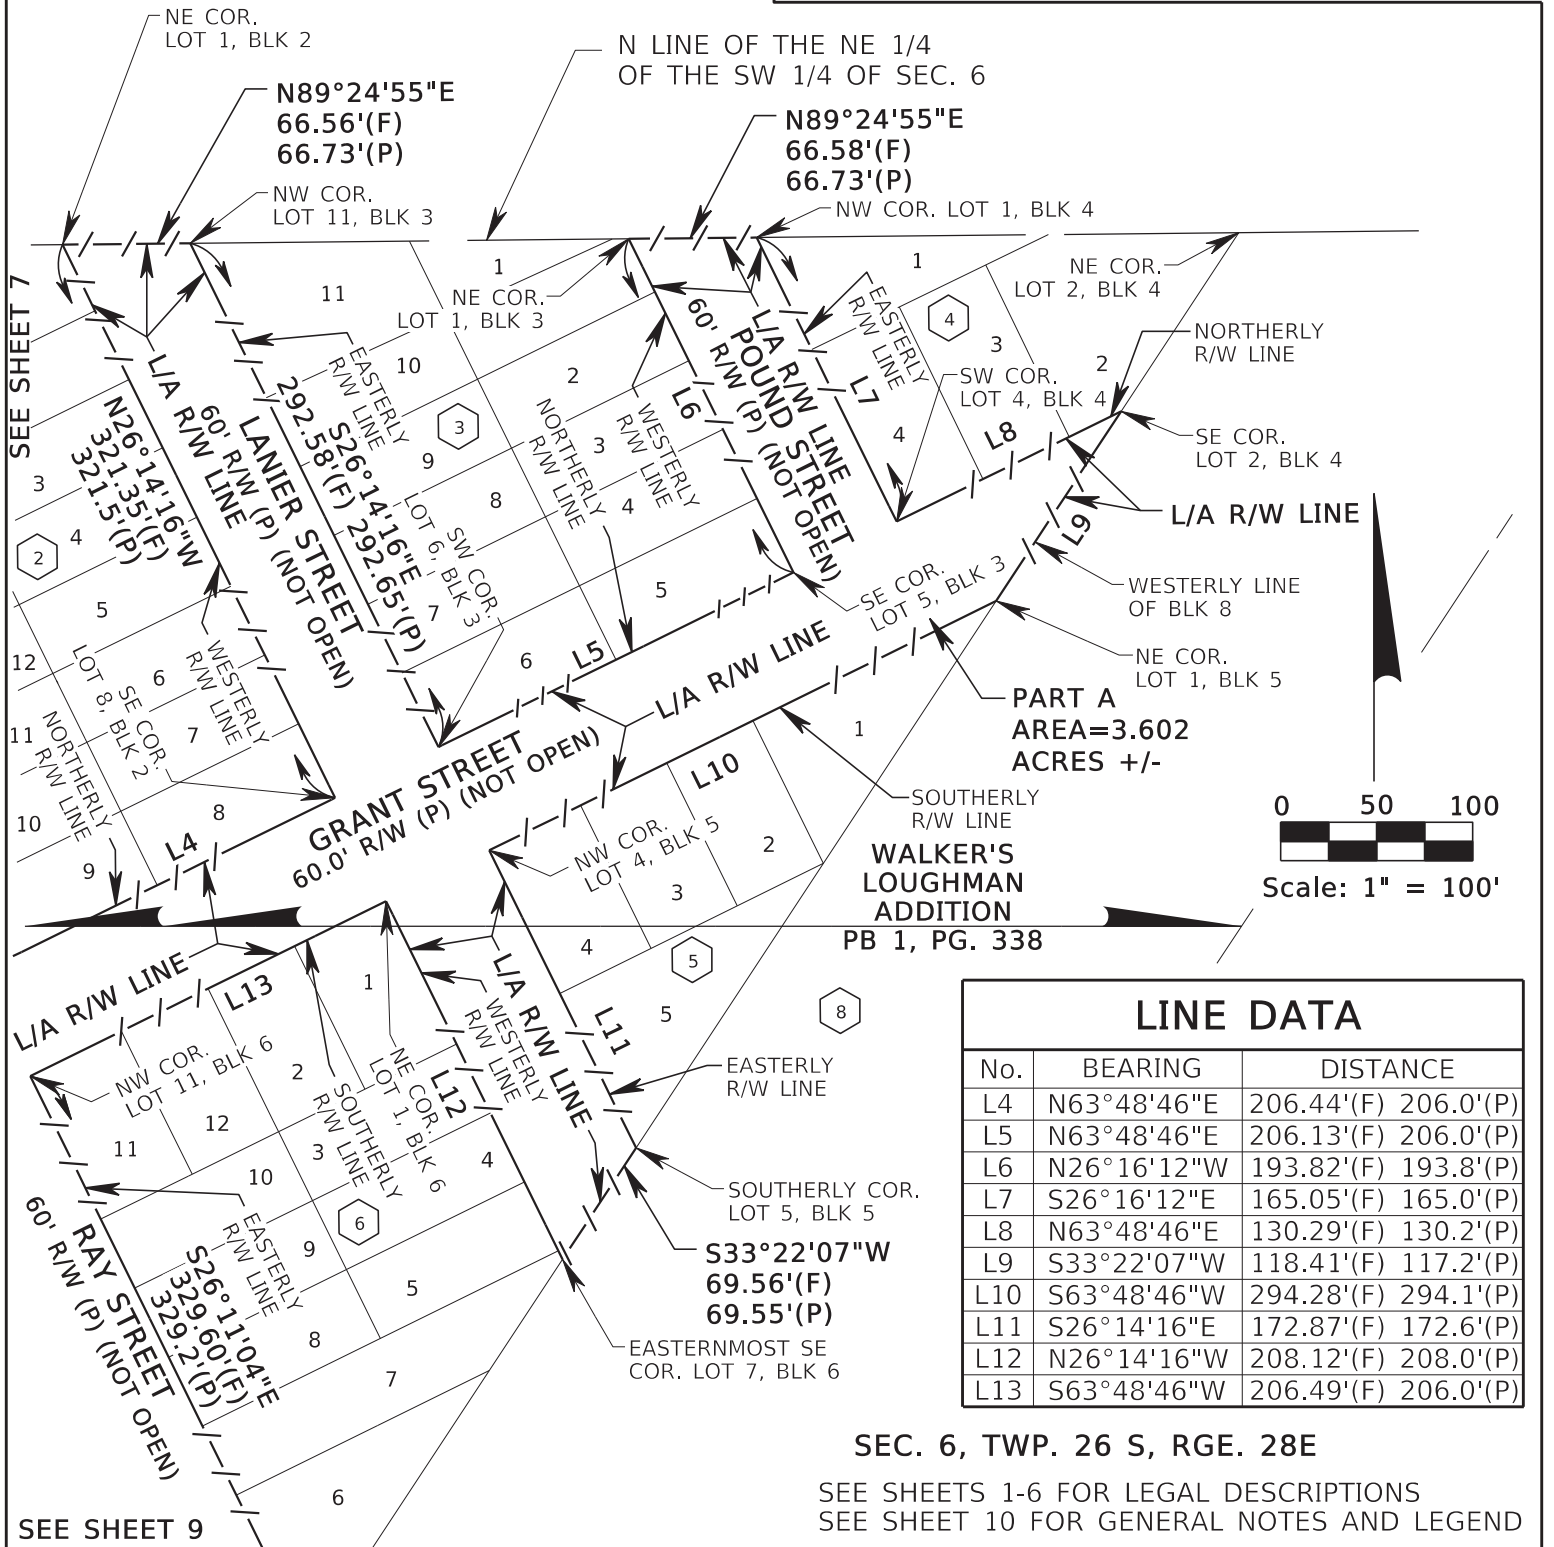 NE COR.
LOT 1, BLK 2
N LINE OF THE NE 1/4
OF THE SW 1/4 OF SEC. 6
N89°24'55"E
66.56'(F)
66.73'(P)
N89°24'55"E
66.58'(F)
66.73'(P)
NW COR.
LOT 11, BLK 3
NW COR. LOT 1, BLK 4
NE COR.
LOT 1, BLK 3
NE COR.
LOT 2, BLK 4
SEE SHEET 7
1
11
10
2
9
3
3
8
4
7
5
6
1
4
3
2
4
EASTERLY
R/W LINE
EASTERLY
R/W LINE
NORTHERLY
R/W LINE
SW COR.
LOT 4, BLK 4
SE COR.
LOT 2, BLK 4
L/A R/W LINE
60' R/W (P) (NOT OPEN)
LANIER STREET
292.58'(F) 292.65'(P)
S26°14'16"E
N26°14'16"W
321.35'(F)
321.5'(P)
L/A R/W LINE
POUND STREET
60' R/W (P) (NOT OPEN)
L6
L7
L8
L9
NORTHERLY
R/W LINE
WESTERLY
R/W LINE
SW COR.
LOT 6, BLK 3
L/A R/W LINE
WESTERLY LINE
OF BLK 8
SE COR.
LOT 5, BLK 3
NE COR.
LOT 1, BLK 5
3
4
2
5
12
6
11
7
10
8
9
SE COR.
LOT 8, BLK 2
WESTERLY
R/W LINE
NORTHERLY
R/W LINE
L4
L5
L/A R/W LINE
GRANT STREET
60.0' R/W (P) (NOT OPEN)
PART A
AREA=3.602
ACRES +/-
L10
SOUTHERLY
R/W LINE
NW COR.
LOT 4, BLK 5
1
2
3
4
5
5
8
WALKER'S
LOUGHMAN
ADDITION
PB 1, PG. 338
0 50 100
Scale: 1" = 100'
L/A R/W LINE
L13
NW COR.
LOT 11, BLK 6
1
2
12
11
3
10
4
9
6
5
8
7
6
SOUTHERLY
R/W LINE
NE COR.
LOT 1, BLK 6
L12
WESTERLY
R/W LINE
L/A R/W LINE
L11
EASTERLY
R/W LINE
SOUTHERLY COR.
LOT 5, BLK 5
S33°22'07"W
69.56'(F)
69.55'(P)
EASTERNMOST SE
COR. LOT 7, BLK 6
EASTERLY
R/W LINE
S26°11'04"E
329.60'(F)
329.2'(P)
RAY STREET
60' R/W (P) (NOT OPEN)
SEE SHEET 9
LINE DATA
No. BEARING DISTANCE
L4 N63°48'46"E 206.44'(F) 206.0'(P)
L5 N63°48'46"E 206.13'(F) 206.0'(P)
L6 N26°16'12"W 193.82'(F) 193.8'(P)
L7 S26°16'12"E 165.05'(F) 165.0'(P)
L8 N63°48'46"E 130.29'(F) 130.2'(P)
L9 S33°22'07"W 118.41'(F) 117.2'(P)
L10 S63°48'46"W 294.28'(F) 294.1'(P)
L11 S26°14'16"E 172.87'(F) 172.6'(P)
L12 N26°14'16"W 208.12'(F) 208.0'(P)
L13 S63°48'46"W 206.49'(F) 206.0'(P)
SEC. 6, TWP. 26 S, RGE. 28E
SEE SHEETS 1-6 FOR LEGAL DESCRIPTIONS
SEE SHEET 10 FOR GENERAL NOTES AND LEGEND